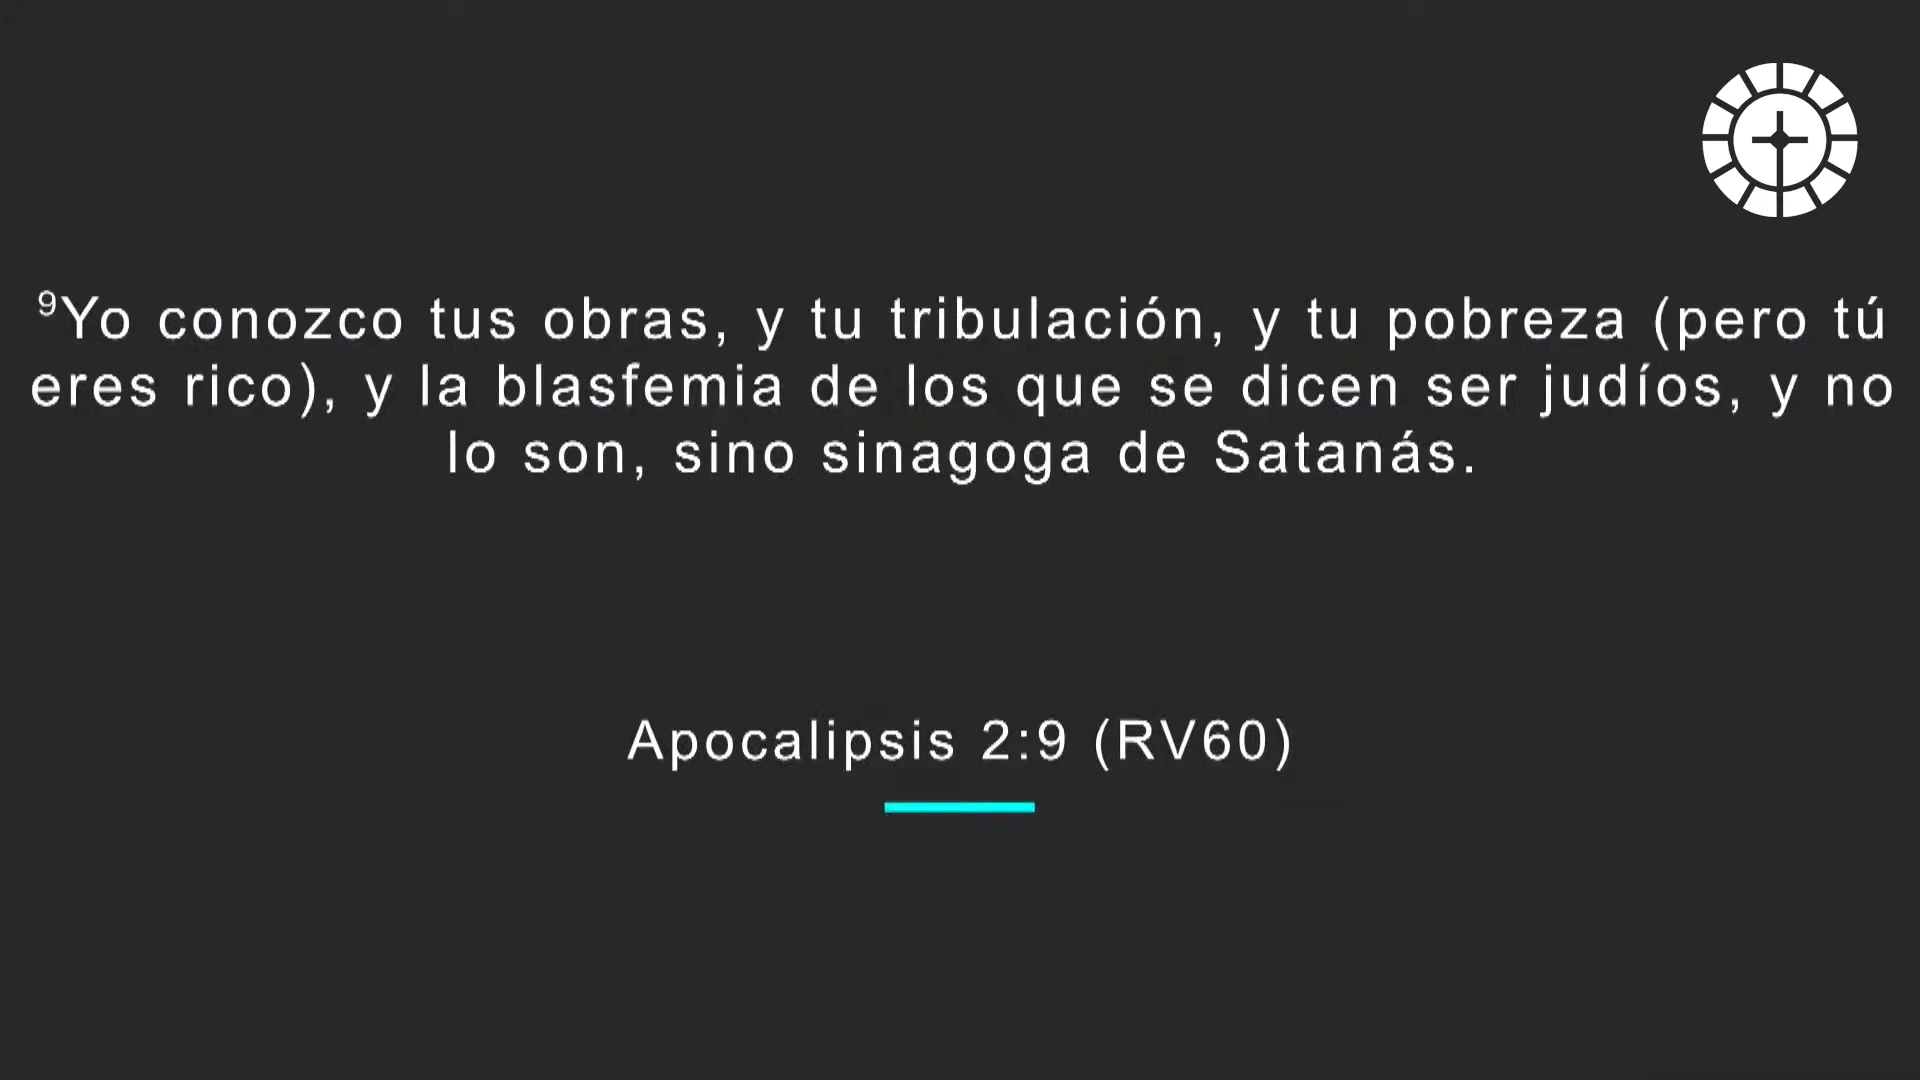 ⁹Yo conozco tus obras, y tu tribulación, y tu pobreza (pero tú
eres rico), y la blasfemia de los que se dicen ser judíos, y no
lo son, sino sinagoga de Satanás.
Apocalipsis 2:9 (RV60)